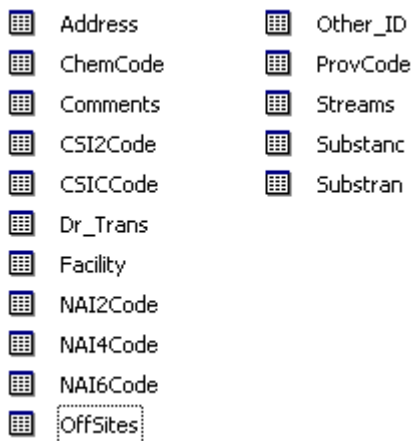 Address
ChemCode
Comments
CSI2Code
CSICCode
Dr_Trans
Facility
NAI2Code
NAI4Code
NAI6Code
OffSites
Other_ID
ProvCode
Streams
Substanc
Substran